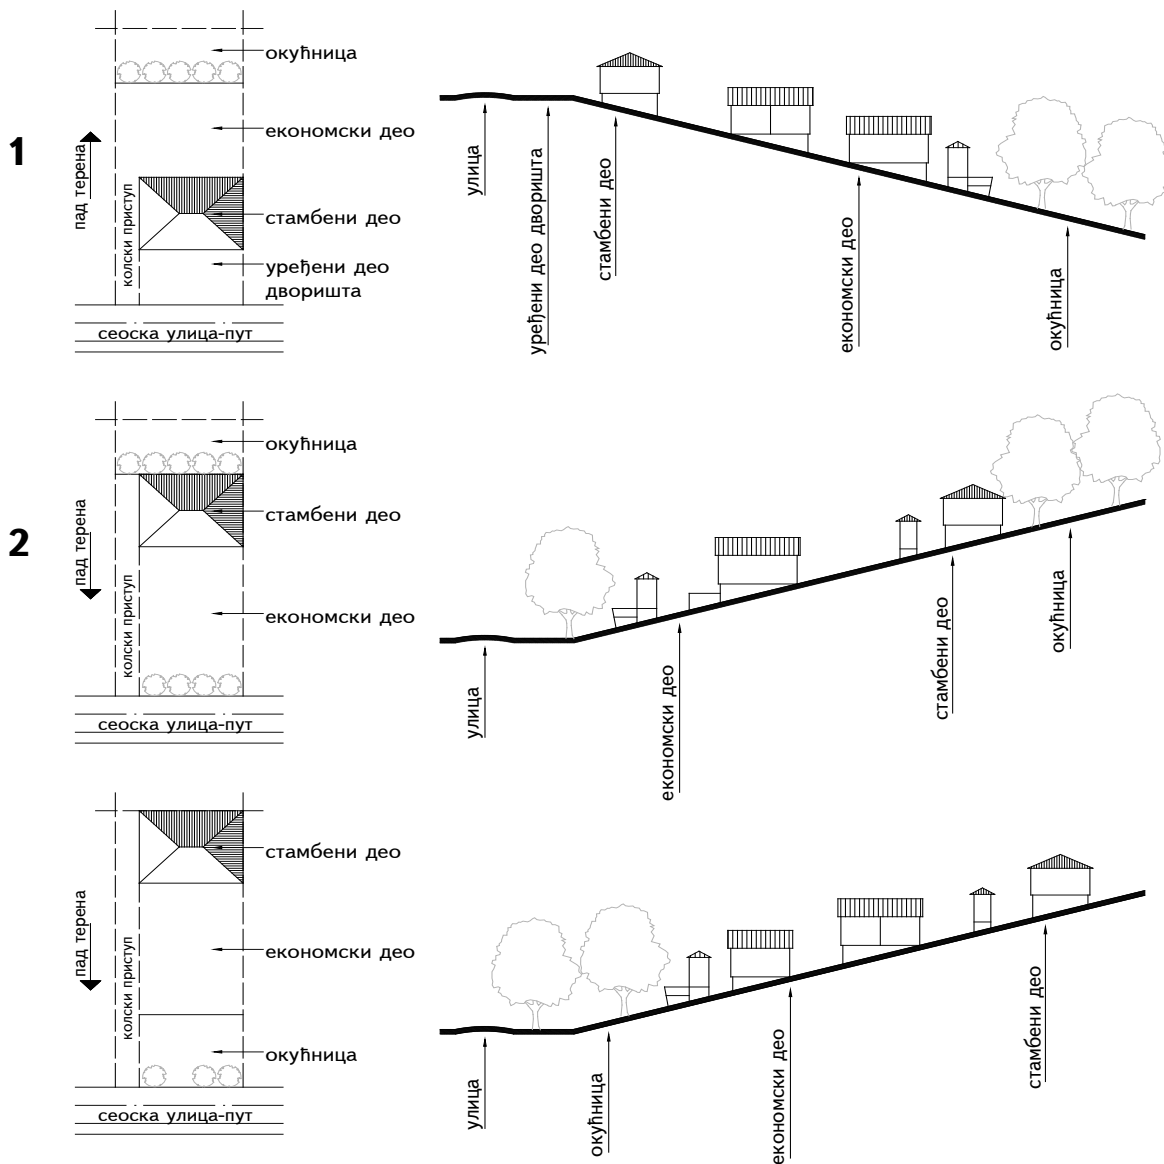 1
пад терена
колски приступ
окућница
економски део
стамбени део
уређени део
дворишта
сеоска улица-пут
улица
уређени део дворишта
стамбени део
економски део
окућница
2
пад терена
колски приступ
окућница
стамбени део
економски део
сеоска улица-пут
улица
економски део
стамбени део
окућница
пад терена
колски приступ
стамбени део
економски део
окућница
сеоска улица-пут
улица
окућница
економски део
стамбени део